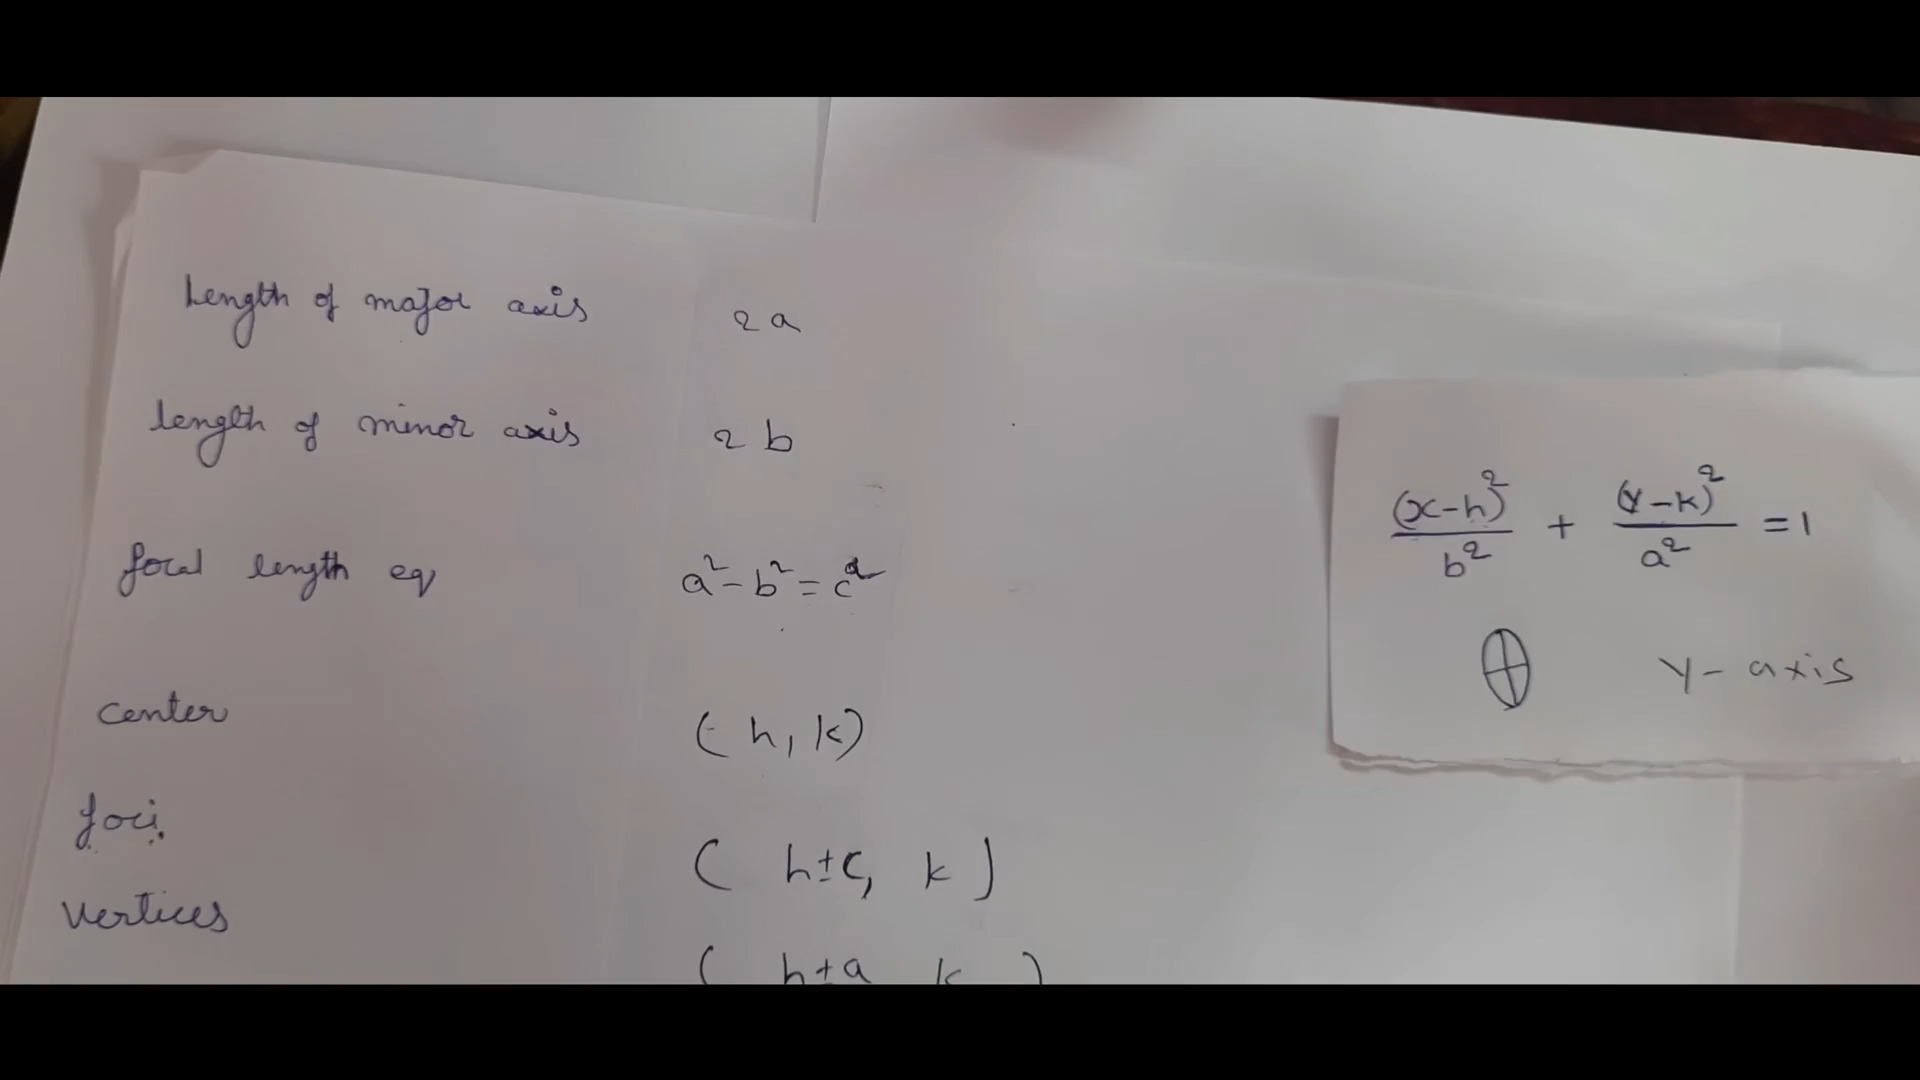 Length of major axis 2a
length of minor axis 2b
focal length eq a² - b² = c²
center (h, k)
foci (h±c, k)
vertices (h±a k)
(x-h)²/b² + (y-k)²/a² = 1
Y-axis